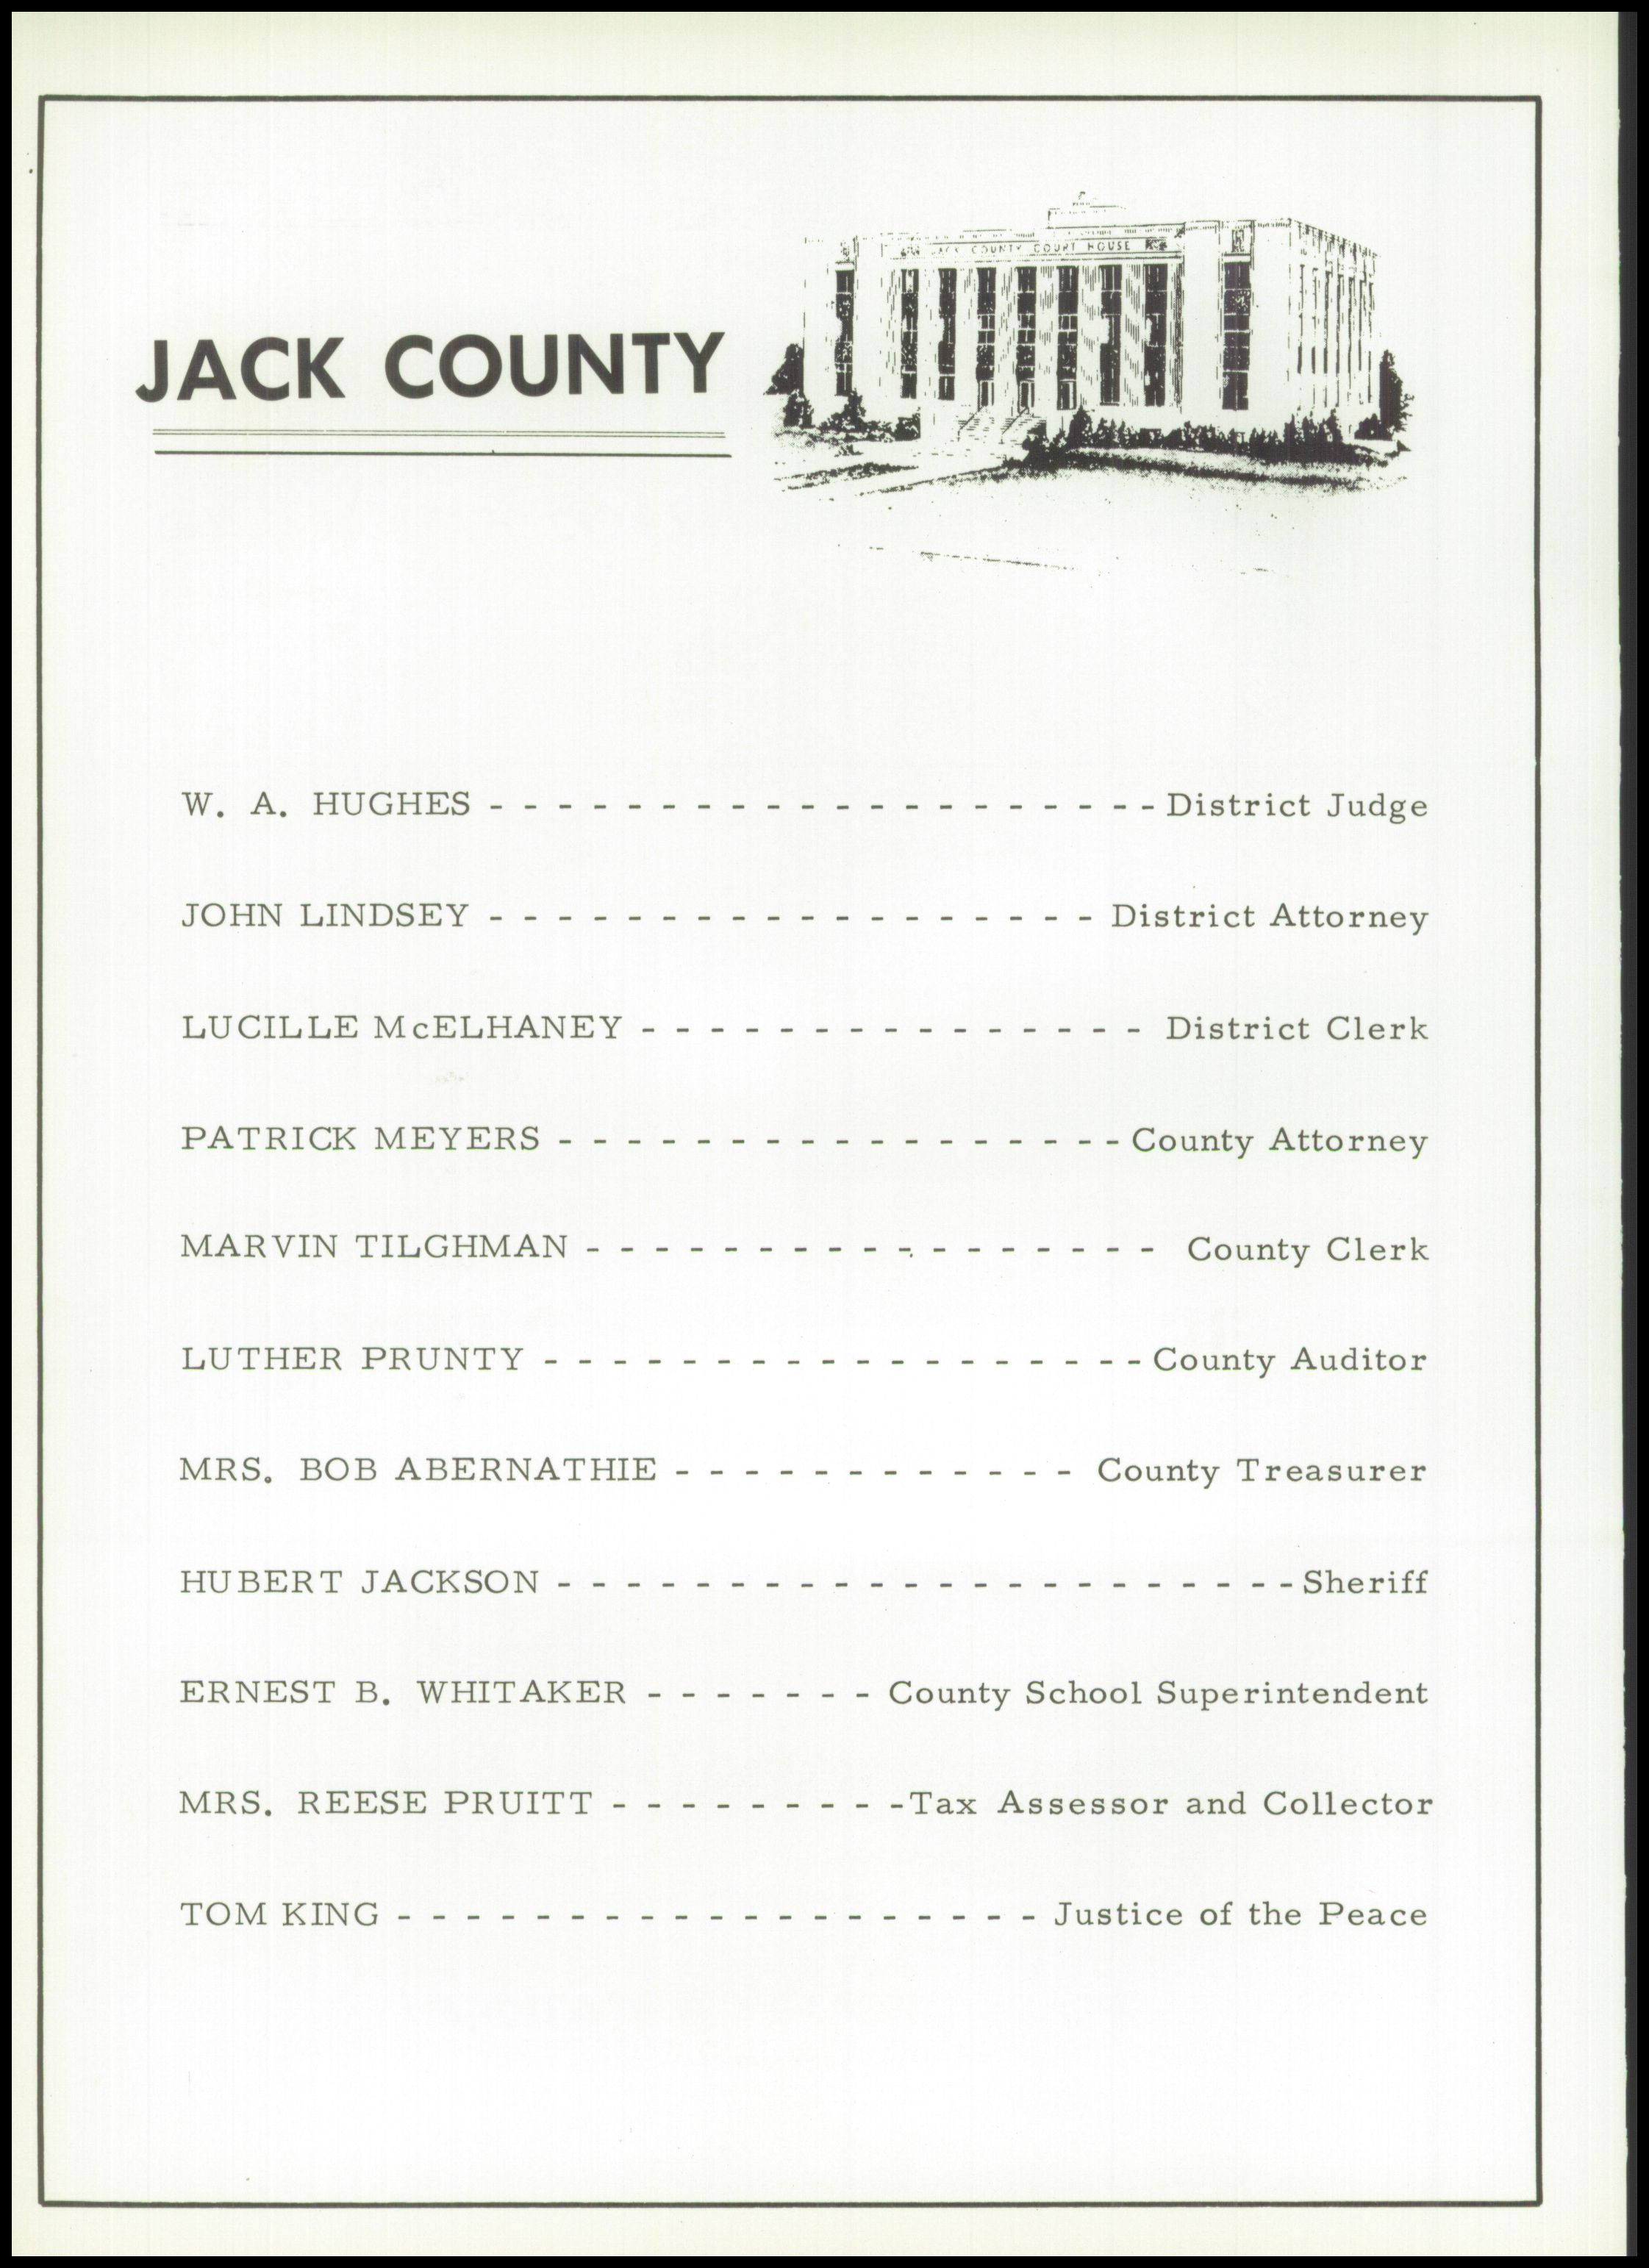 JACK COUNTY COURT HOUSE
JACK COUNTY
W. A. HUGHES - - - - - - - - - - - - - - - - - - - - District Judge
JOHN LINDSEY - - - - - - - - - - - - - - - - - - District Attorney
LUCILLE McELHANEY - - - - - - - - - - - - - - - District Clerk
PATRICK MEYERS - - - - - - - - - - - - - - - - - County Attorney
MARVIN TILGHMAN - - - - - - - - - - - - - - - - - County Clerk
LUTHER PRUNTY - - - - - - - - - - - - - - - - - - County Auditor
MRS. BOB ABERNATHIE - - - - - - - - - - - - County Treasurer
HUBERT JACKSON - - - - - - - - - - - - - - - - - - - - - - Sheriff
ERNEST B. WHITAKER - - - - - - - County School Superintendent
MRS. REESE PRUITT - - - - - - - - -Tax Assessor and Collector
TOM KING - - - - - - - - - - - - - - - - - - - Justice of the Peace